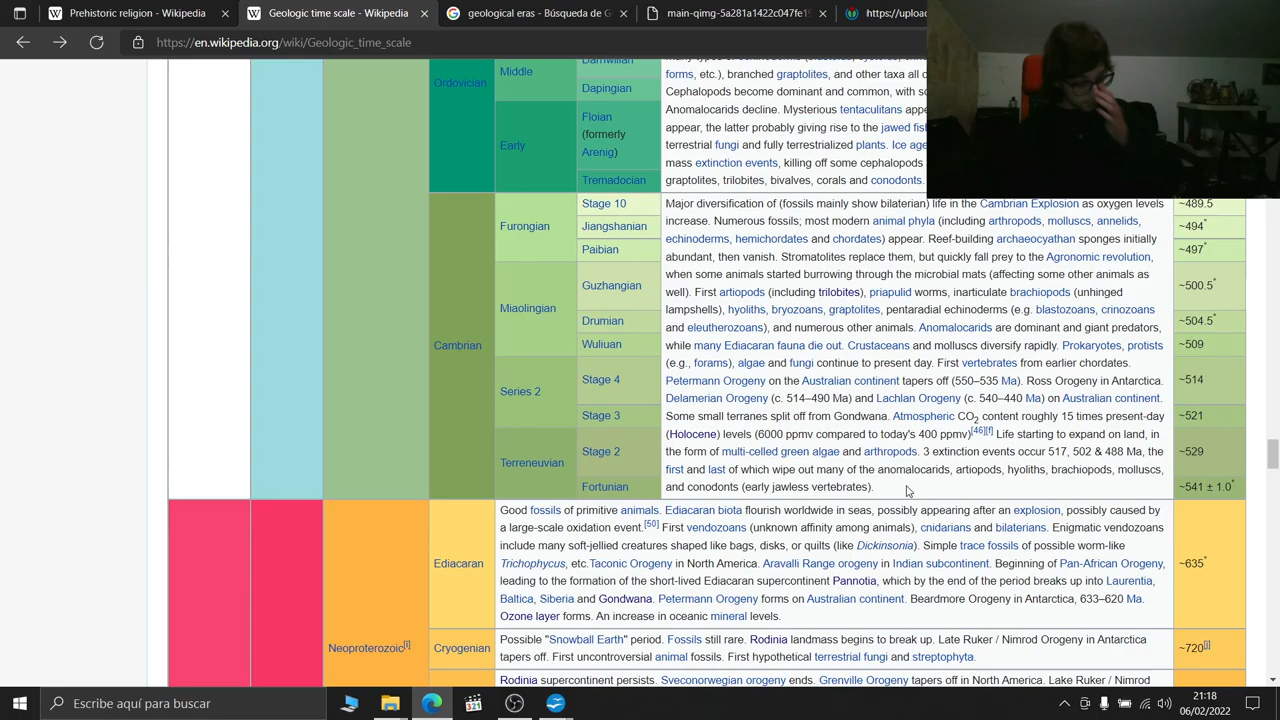 Prehistoric religion - Wikipedia
Geologic time scale - Wikipedia
geological eras - Búsqueda de G
main-qimg-5a281a1422c047fe15
https://uploa
https://en.wikipedia.org/wiki/Geologic_time_scale
Ordovician
Middle
Darriwilian
forms, etc.), branched graptolites, and other taxa all c
Dapingian
Cephalopods become dominant and common, with so
Anomalocarids decline. Mysterious tentaculitans appe
Early
Floian
(formerly
Arenig)
appear, the latter probably giving rise to the jawed fish
terrestrial fungi and fully terrestrialized plants. Ice age
mass extinction events, killing off some cephalopods
Tremadocian
graptolites, trilobites, bivalves, corals and conodonts.
Cambrian
Furongian
Stage 10
Major diversification of (fossils mainly show bilaterian) life in the Cambrian Explosion as oxygen levels
~489.5
Jiangshanian
increase. Numerous fossils; most modern animal phyla (including arthropods, molluscs, annelids,
~494*
Paibian
echinoderms, hemichordates and chordates) appear. Reef-building archaeocyathan sponges initially
~497*
abundant, then vanish. Stromatolites replace them, but quickly fall prey to the Agronomic revolution,
when some animals started burrowing through the microbial mats (affecting some other animals as
Miaolingian
Guzhangian
well). First artiopods (including trilobites), priapulid worms, inarticulate brachiopods (unhinged
~500.5*
lampshells), hyoliths, bryozoans, graptolites, pentaradial echinoderms (e.g. blastozoans, crinozoans
Drumian
and eleutherozoans), and numerous other animals. Anomalocarids are dominant and giant predators,
~504.5*
Wuliuan
while many Ediacaran fauna die out. Crustaceans and molluscs diversify rapidly. Prokaryotes, protists
~509
(e.g., forams), algae and fungi continue to present day. First vertebrates from earlier chordates.
Series 2
Stage 4
Petermann Orogeny on the Australian continent tapers off (550–535 Ma). Ross Orogeny in Antarctica.
~514
Delamerian Orogeny (c. 514–490 Ma) and Lachlan Orogeny (c. 540–440 Ma) on Australian continent.
Stage 3
Some small terranes split off from Gondwana. Atmospheric CO2 content roughly 15 times present-day
~521
(Holocene) levels (6000 ppmv compared to today's 400 ppmv)[46][f] Life starting to expand on land, in
Terreneuvian
Stage 2
the form of multi-celled green algae and arthropods. 3 extinction events occur 517, 502 & 488 Ma, the
~529
first and last of which wipe out many of the anomalocarids, artiopods, hyoliths, brachiopods, molluscs,
Fortunian
and conodonts (early jawless vertebrates).
~541 ± 1.0*
Neoproterozoic[i]
Ediacaran
Good fossils of primitive animals. Ediacaran biota flourish worldwide in seas, possibly appearing after an explosion, possibly caused by
a large-scale oxidation event.[50] First vendozoans (unknown affinity among animals), cnidarians and bilaterians. Enigmatic vendozoans
include many soft-jellied creatures shaped like bags, disks, or quilts (like Dickinsonia). Simple trace fossils of possible worm-like
Trichophycus, etc.Taconic Orogeny in North America. Aravalli Range orogeny in Indian subcontinent. Beginning of Pan-African Orogeny,
~635*
leading to the formation of the short-lived Ediacaran supercontinent Pannotia, which by the end of the period breaks up into Laurentia,
Baltica, Siberia and Gondwana. Petermann Orogeny forms on Australian continent. Beardmore Orogeny in Antarctica, 633–620 Ma.
Ozone layer forms. An increase in oceanic mineral levels.
Cryogenian
Possible "Snowball Earth" period. Fossils still rare. Rodinia landmass begins to break up. Late Ruker / Nimrod Orogeny in Antarctica
tapers off. First uncontroversial animal fossils. First hypothetical terrestrial fungi and streptophyta.
~720[j]
Rodinia supercontinent persists. Sveconorwegian orogeny ends. Grenville Orogeny tapers off in North America. Lake Ruker / Nimrod
Escribe aquí para buscar
321
21:18
06/02/2022